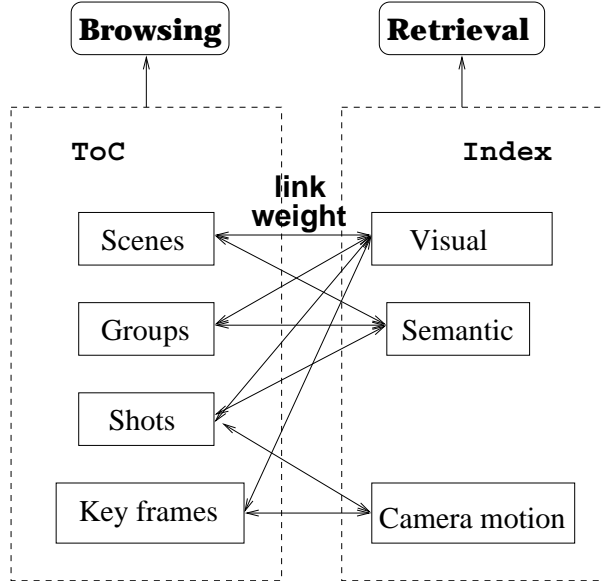 Browsing
Retrieval
ToC
Index
link
weight
Scenes
Visual
Groups
Semantic
Shots
Key frames
Camera motion